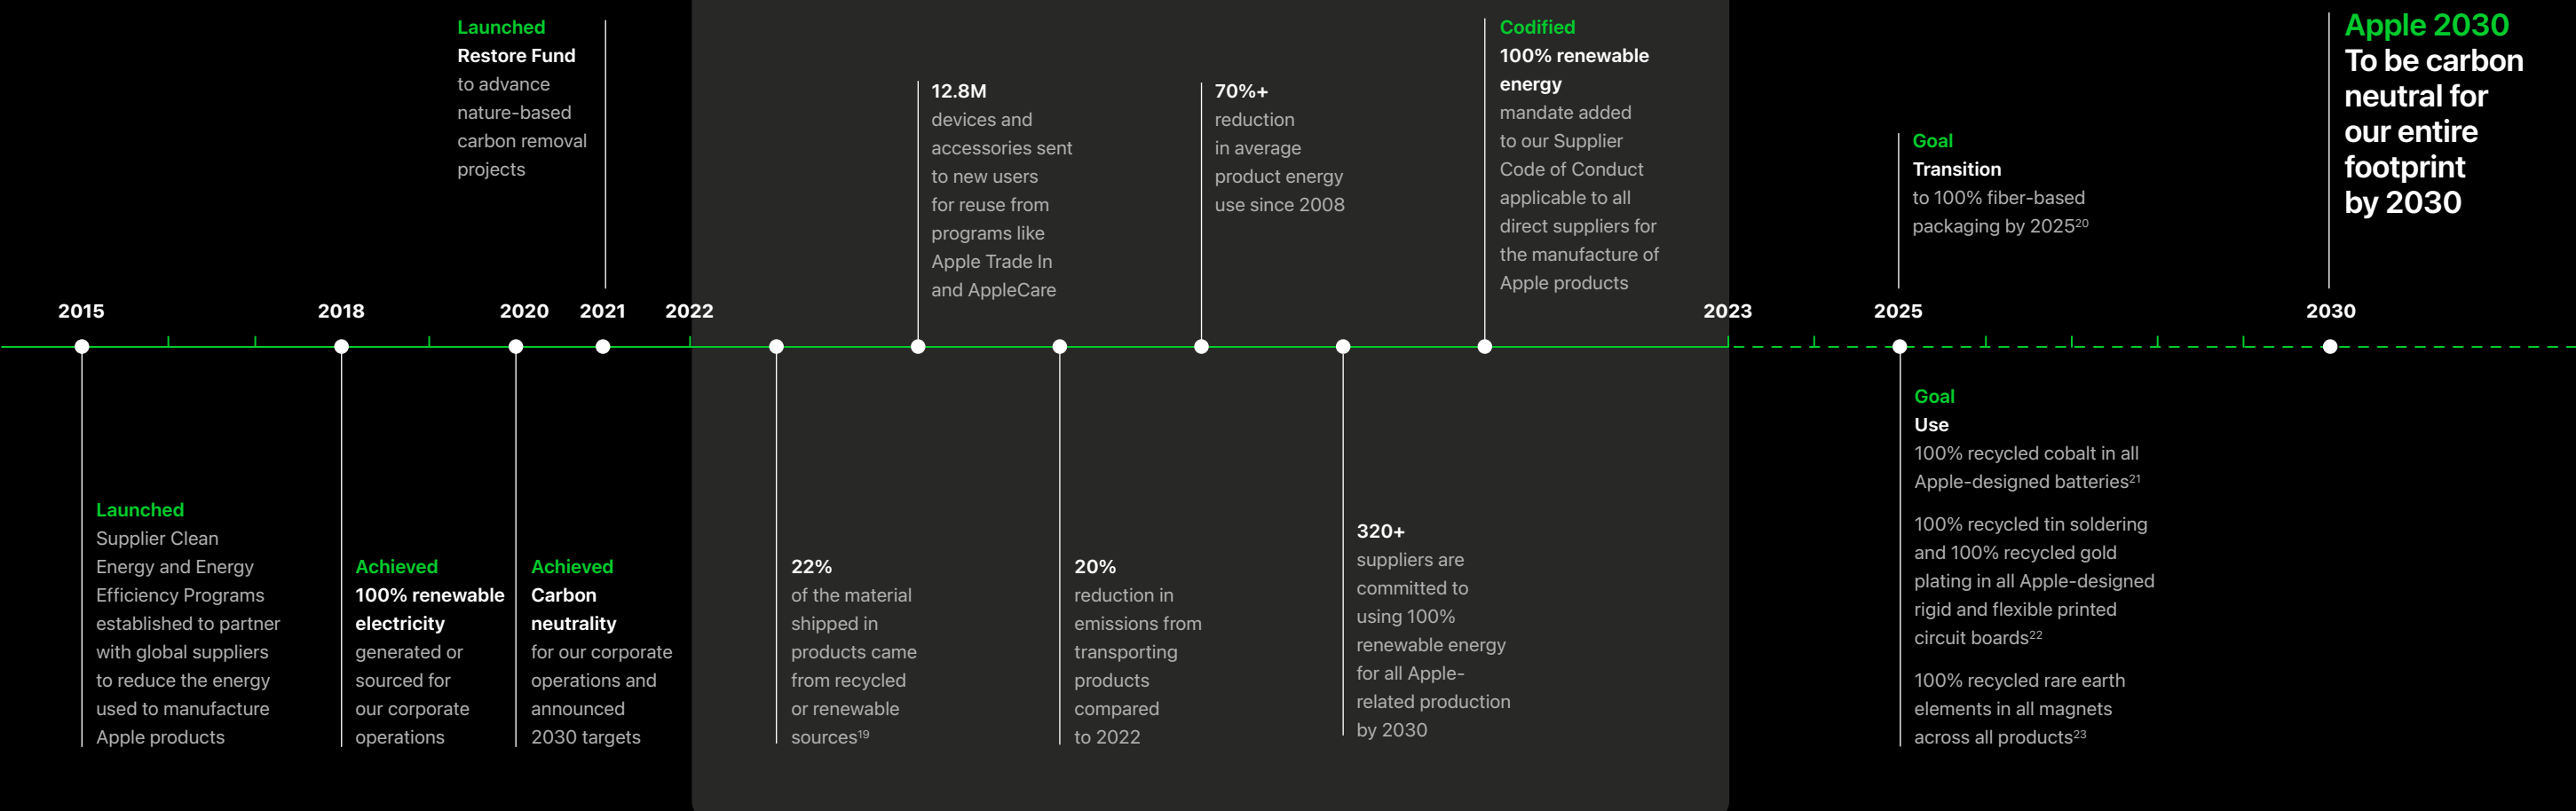 Launched
Restore Fund
to advance
nature-based
carbon removal
projects
12.8M
devices and
accessories sent
to new users
for reuse from
programs like
Apple Trade In
and AppleCare
70%+
reduction
in average
product energy
use since 2008
Codified
100% renewable
energy
mandate added
to our Supplier
Code of Conduct
applicable to all
direct suppliers for
the manufacture of
Apple products
Goal
Transition
to 100% fiber-based
packaging by 2025²⁰
Apple 2030
To be carbon
neutral for
our entire
footprint
by 2030
2015
2018
2020
2021
2022
2023
2025
2030
Launched
Supplier Clean
Energy and Energy
Efficiency Programs
established to partner
with global suppliers
to reduce the energy
used to manufacture
Apple products
Achieved
100% renewable
electricity
generated or
sourced for
our corporate
operations
Achieved
Carbon
neutrality
for our corporate
operations and
announced
2030 targets
22%
of the material
shipped in
products came
from recycled
or renewable
sources¹⁹
20%
reduction in
emissions from
transporting
products
compared
to 2022
320+
suppliers are
committed to
using 100%
renewable energy
for all Apple-
related production
by 2030
Goal
Use
100% recycled cobalt in all
Apple-designed batteries²¹
100% recycled tin soldering
and 100% recycled gold
plating in all Apple-designed
rigid and flexible printed
circuit boards²²
100% recycled rare earth
elements in all magnets
across all products²³